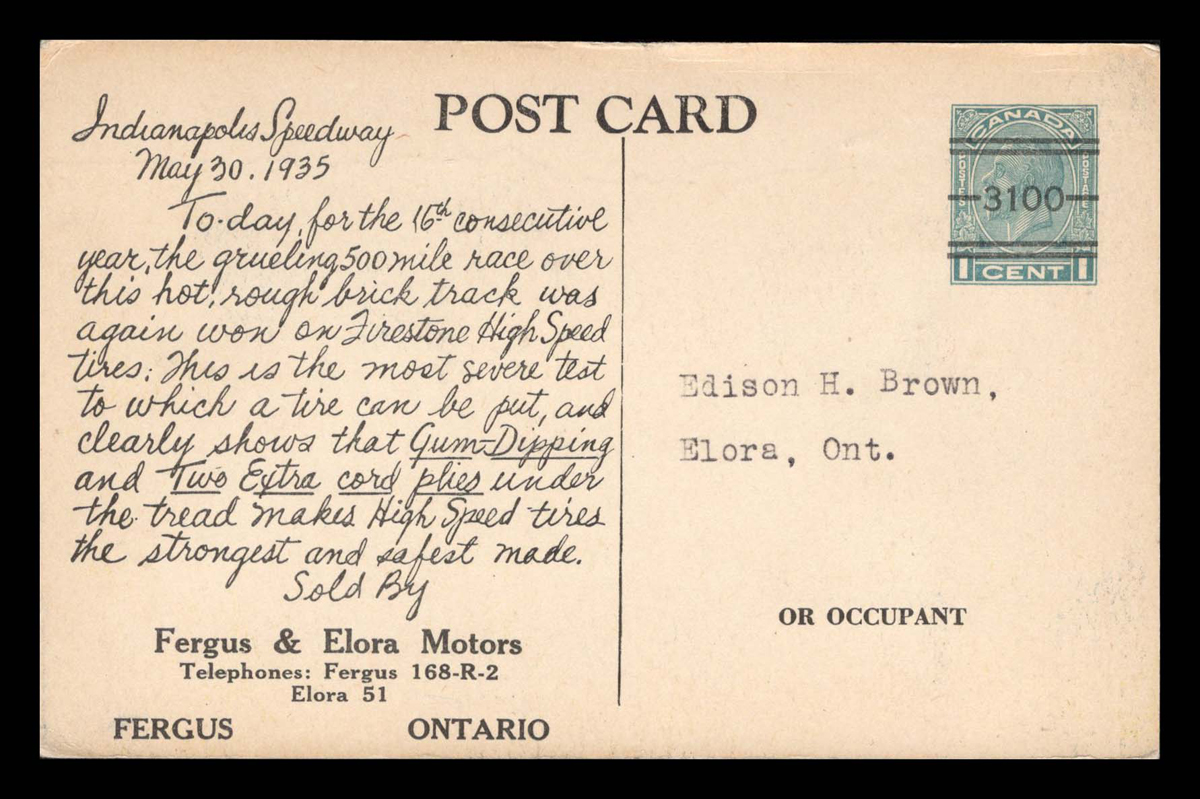 POST CARD
Indianapolis Speedway
May 30. 1935
To-day, for the 16th consecutive
year, the grueling 500 mile race over
this hot, rough brick track was
again won on Firestone High Speed
tires. This is the most severe test
to which a tire can be put, and
clearly shows that Gum-Dipping
and Two Extra cord plies under
the tread makes High Speed tires
the strongest and safest made.
Sold By
Fergus & Elora Motors
Telephones: Fergus 168-R-2
Elora 51
FERGUS ONTARIO
CANADA
POSTES POSTAGE
3100
1 CENT 1
Edison H. Brown,
Elora, Ont.
OR OCCUPANT